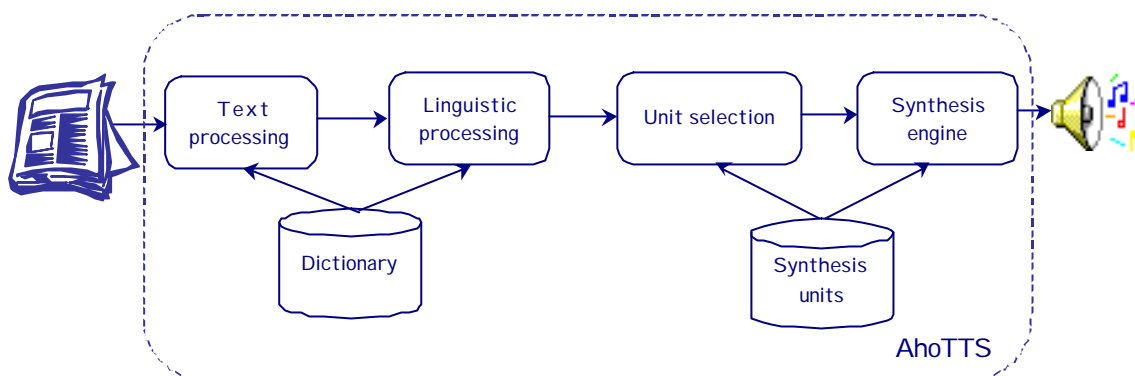 Text
processing
Linguistic
processing
Unit selection
Synthesis
engine
Dictionary
Synthesis
units
AhoTTS